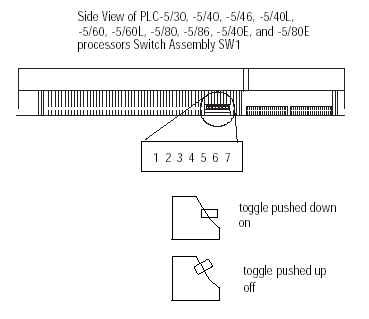 Side View of PLC-5/30, -5/40, -5/46, -5/40L,
-5/60, -5/60L, -5/80, -5/86, -5/40E, and -5/80E
processors Switch Assembly SW1
1 2 3 4 5 6 7
toggle pushed down
on
toggle pushed up
off